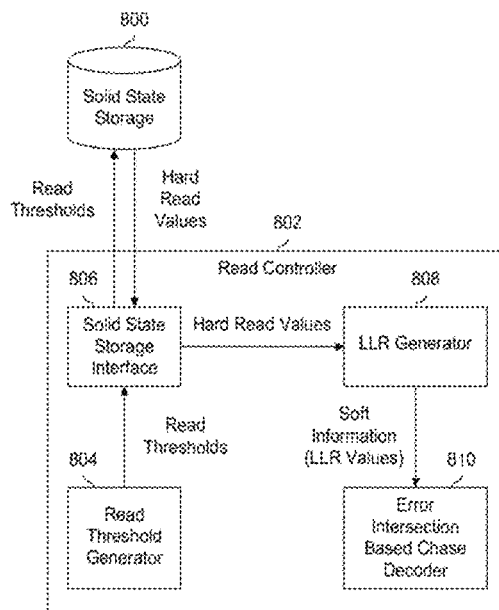 800
Solid State
Storage
Read
Thresholds
Hard
Read
Values
802
Read Controller
806
Solid State
Storage
Interface
Hard Read Values
808
LLR Generator
Read
Thresholds
Soft
Information
(LLR Values)
804
Read
Threshold
Generator
810
Error
Intersection
Based Chase
Decoder